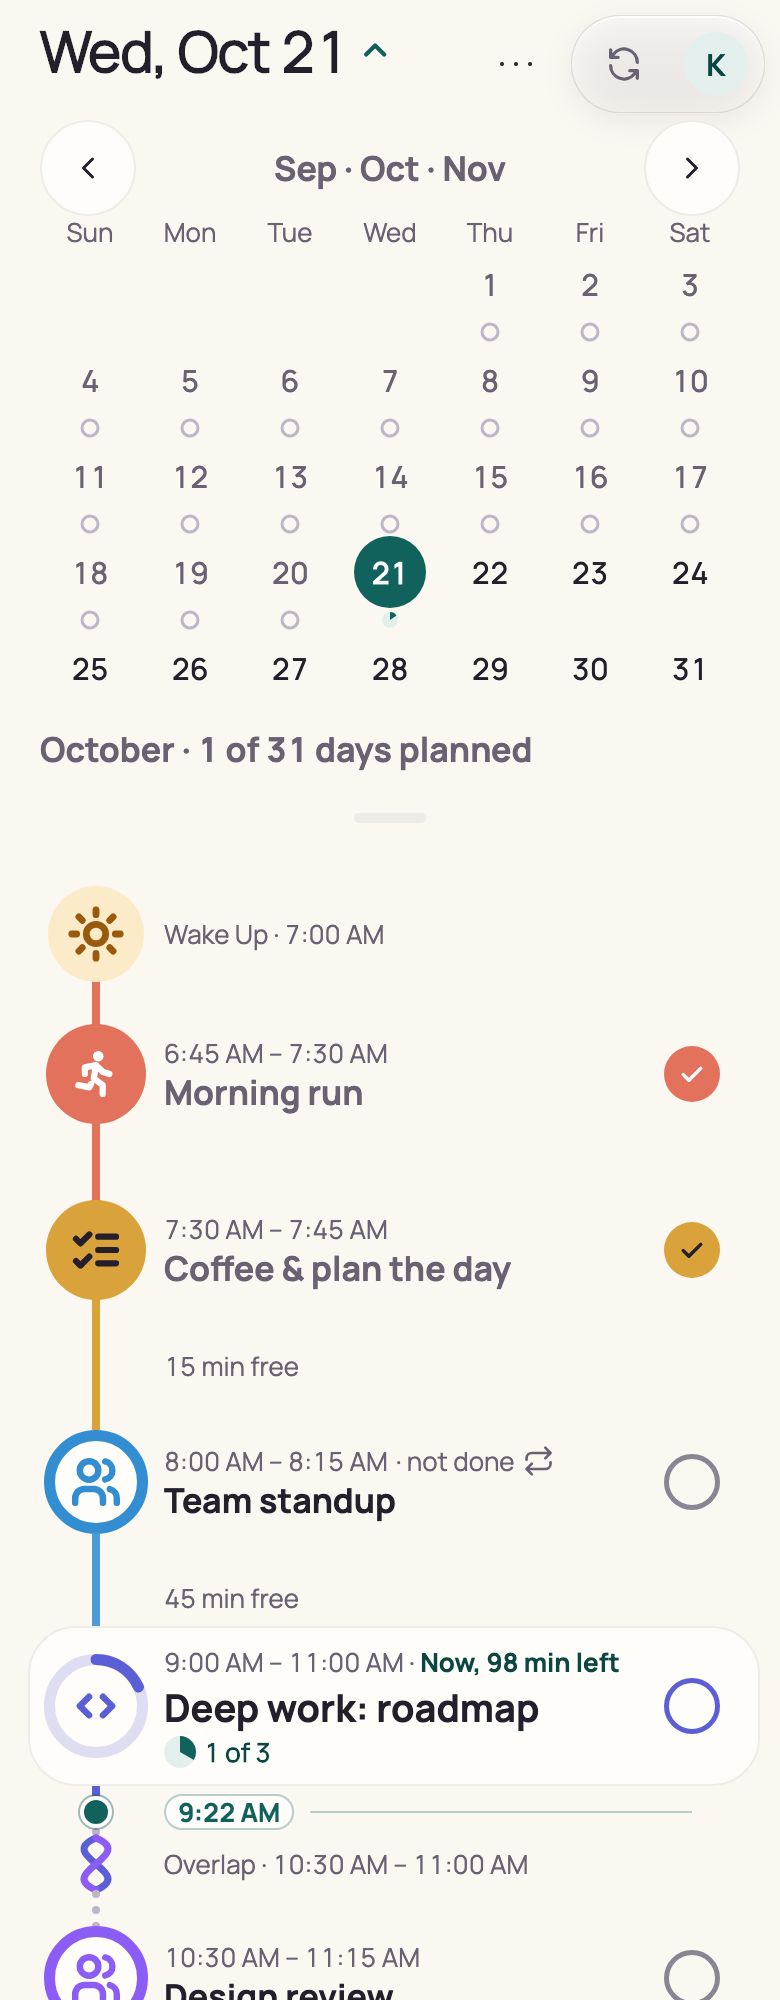 Wed, Oct 21
...
K
Sep · Oct · Nov
Sun Mon Tue Wed Thu Fri Sat
1 2 3
4 5 6 7 8 9 10
11 12 13 14 15 16 17
18 19 20 21 22 23 24
25 26 27 28 29 30 31
October · 1 of 31 days planned
Wake Up · 7:00 AM
6:45 AM – 7:30 AM
Morning run
7:30 AM – 7:45 AM
Coffee & plan the day
15 min free
8:00 AM – 8:15 AM · not done
Team standup
45 min free
9:00 AM – 11:00 AM · Now, 98 min left
Deep work: roadmap
1 of 3
9:22 AM
Overlap · 10:30 AM – 11:00 AM
10:30 AM – 11:15 AM
Design review